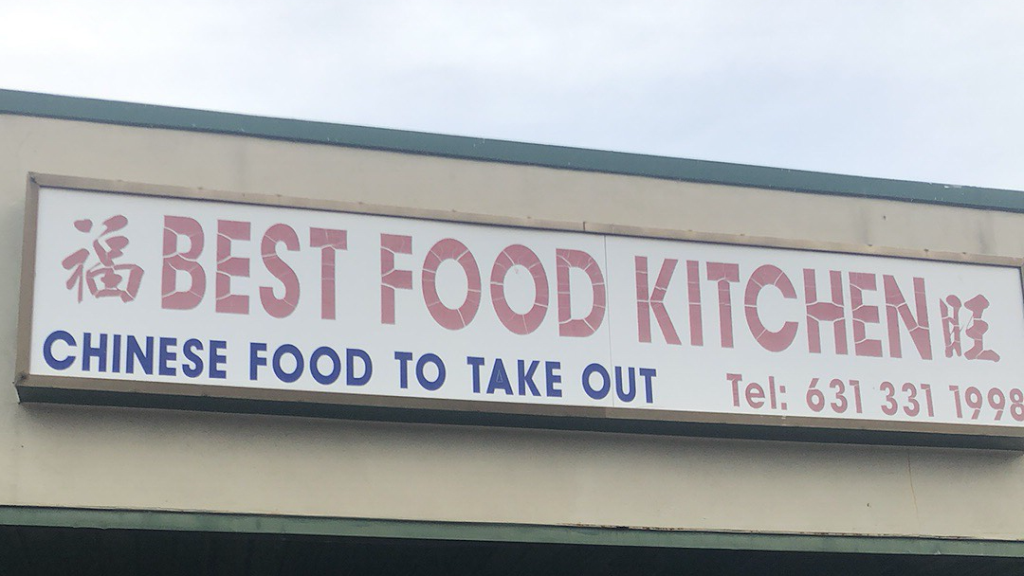 福 BEST FOOD KITCHEN 旺
CHINESE FOOD TO TAKE OUT Tel: 631 331 1998